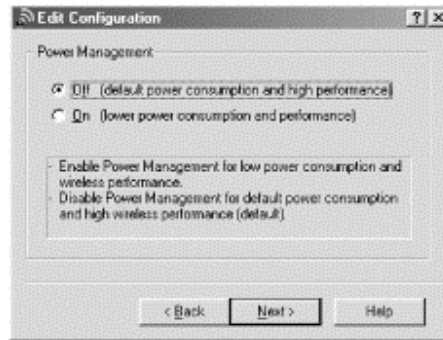 Edit Configuration
Power Management
Off (default power consumption and high performance)
On (lower power consumption and performance)
- Enable Power Management for low power consumption and
wireless performance.
- Disable Power Management for default power consumption
and high wireless performance (default).
< Back
Next >
Help